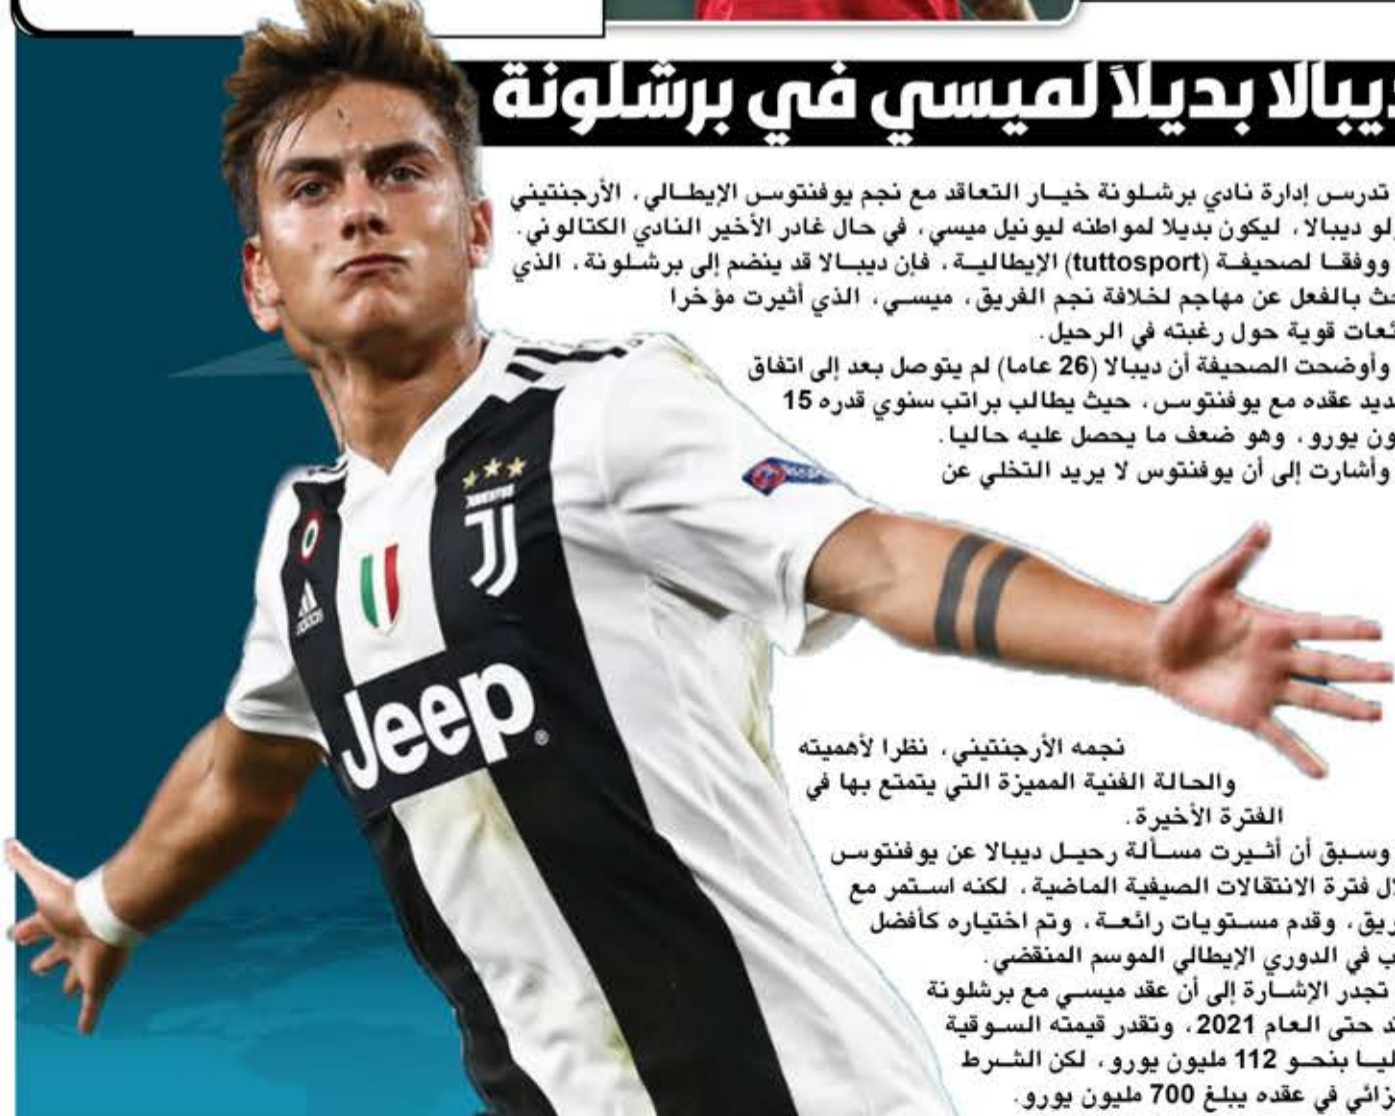 ديبالا بديلاً لميسي في برشلونة
تدرس إدارة نادي برشلونة خيار التعاقد مع نجم يوفنتوس الإيطالي، الأرجنتيني
ديبالا، ليكون بديلا لمواطنه ليونيل ميسي، في حال غادر الأخير النادي الكتالوني.
ووفقا لصحيفة (tuttosport) الإيطالية، فإن ديبالا قد ينضم إلى برشلونة، الذي
بالفعل عن مهاجم لخلافة نجم الفريق، ميسي، الذي أثيرت مؤخرا
قوية حول رغبته في الرحيل.
وأوضحت الصحيفة أن ديبالا (26 عاما) لم يتوصل بعد إلى اتفاق
عقده مع يوفنتوس، حيث يطالب براتب سنوي قدره 15
يورو، وهو ضعف ما يحصل عليه حاليا.
وأشارت إلى أن يوفنتوس لا يريد التخلي عن
نجمه الأرجنتيني، نظرا لأهميته
والحالة الفنية المميزة التي يتمتع بها في
الفترة الأخيرة.
وسبق أن أثيرت مسألة رحيل ديبالا عن يوفنتوس
فترة الانتقالات الصيفية الماضية، لكنه استمر مع
وقدم مستويات رائعة، وتم اختياره كأفضل
في الدوري الإيطالي الموسم المنقضي.
تجدر الإشارة إلى أن عقد ميسي مع برشلونة
حتى العام 2021، وتقدر قيمته السوقية
بنحو 112 مليون يورو، لكن الشرط
في عقده يبلغ 700 مليون يورو.
JUVENTUS
adidas
Jeep®